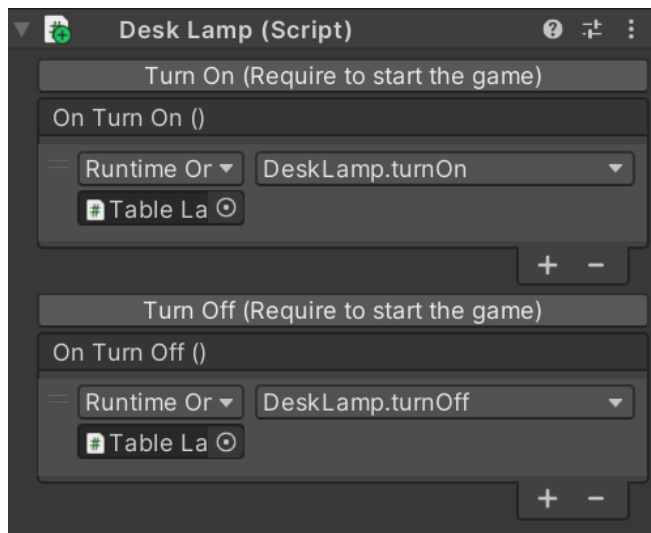 Desk Lamp (Script)
Turn On (Require to start the game)
On Turn On ()
Runtime Or DeskLamp.turnOn
# Table La
Turn Off (Require to start the game)
On Turn Off ()
Runtime Or DeskLamp.turnOff
# Table La